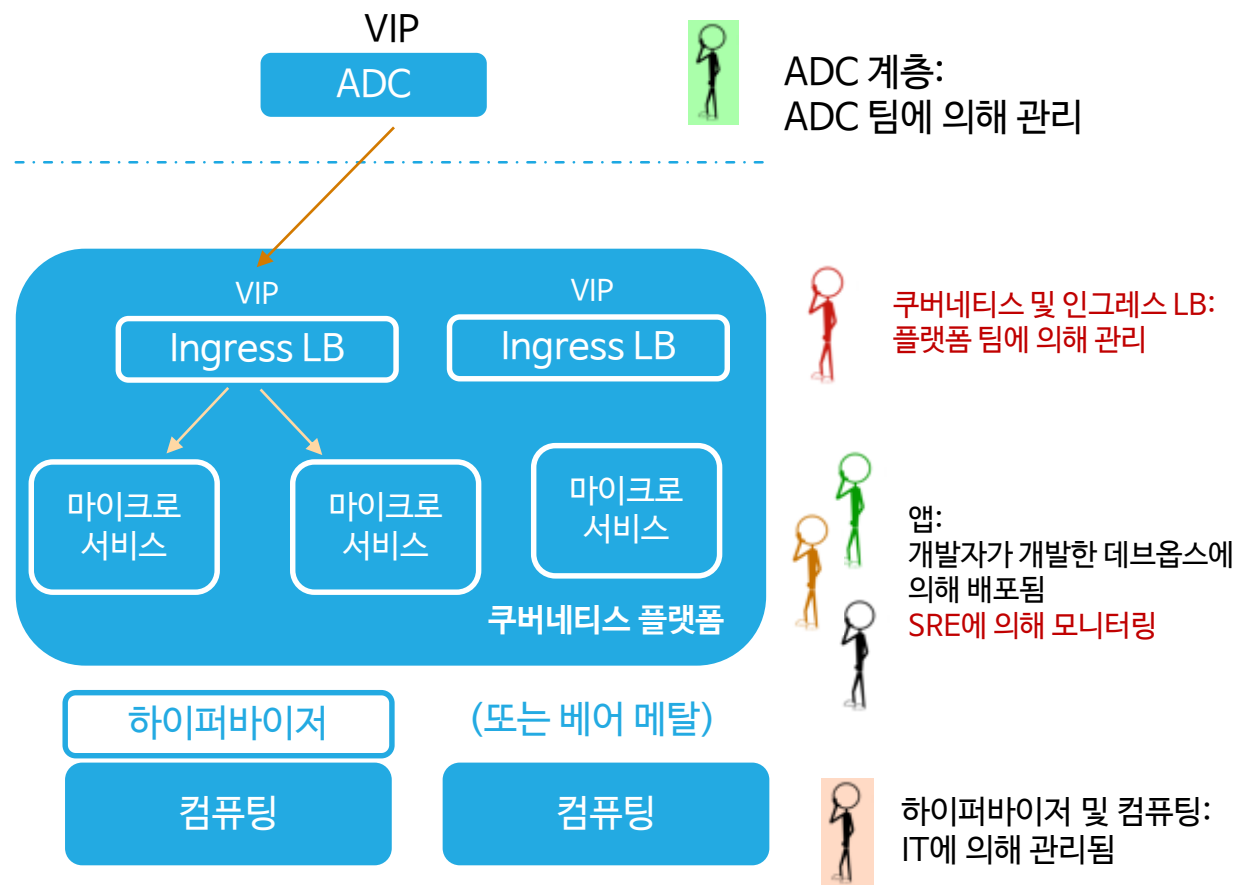 VIP
ADC
ADC 계층:
ADC 팀에 의해 관리
VIP
VIP
Ingress LB
Ingress LB
쿠버네티스 및 인그레스 LB:
플랫폼 팀에 의해 관리
마이크로
서비스
마이크로
서비스
마이크로
서비스
쿠버네티스 플랫폼
앱:
개발자가 개발한 데브옵스에
의해 배포됨
SRE에 의해 모니터링
하이퍼바이저
(또는 베어 메탈)
컴퓨팅
컴퓨팅
하이퍼바이저 및 컴퓨팅:
IT에 의해 관리됨